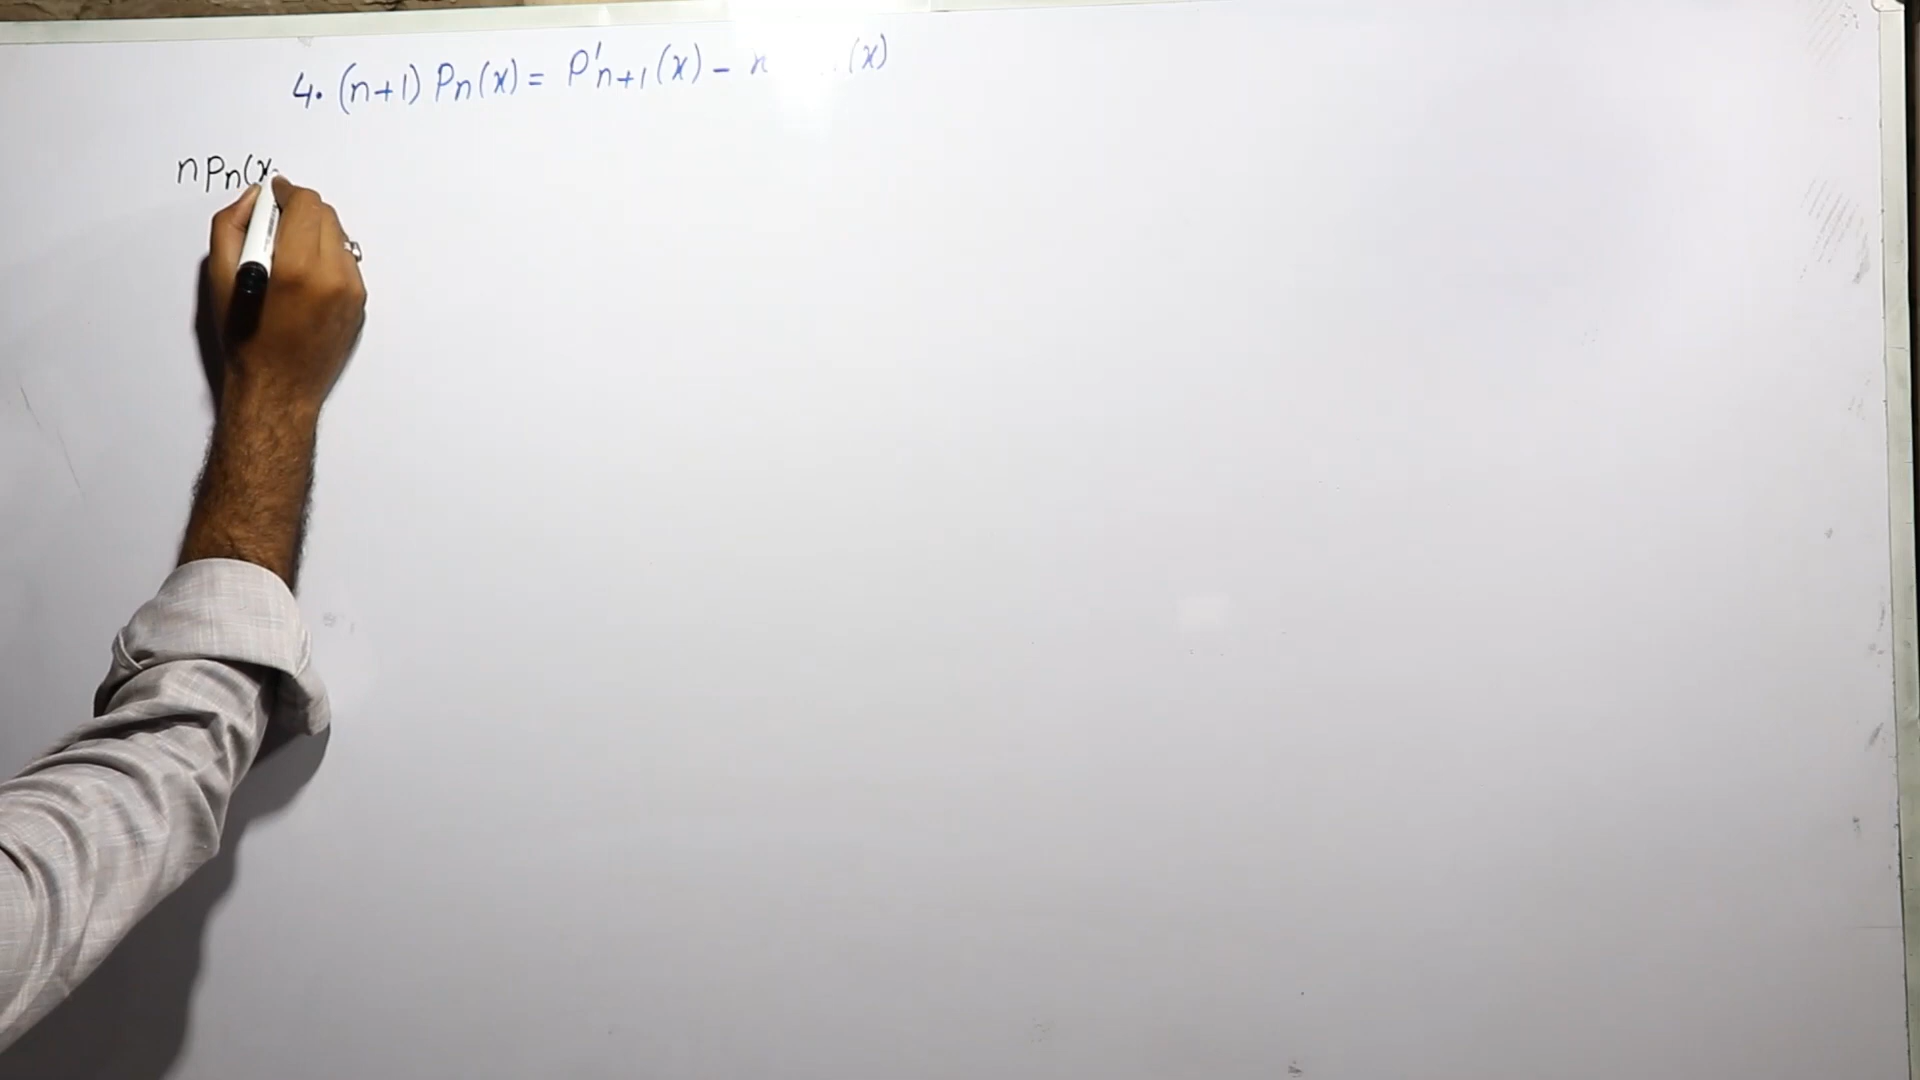 4. (n+1) Pn(x) = P'n+1(x) - n (x)
nPn(x